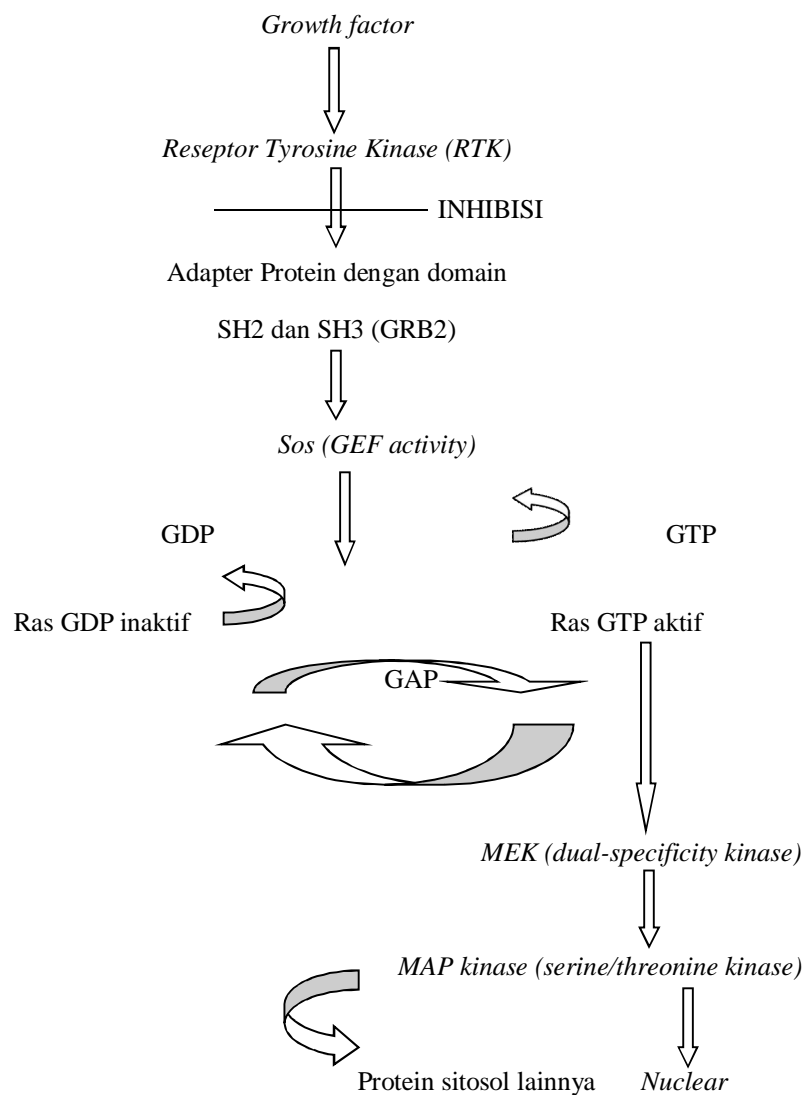 Growth factor
Reseptor Tyrosine Kinase (RTK)
INHIBISI
Adapter Protein dengan domain
SH2 dan SH3 (GRB2)
Sos (GEF activity)
GDP
GTP
Ras GDP inaktif
Ras GTP aktif
GAP
MEK (dual-specificity kinase)
MAP kinase (serine/threonine kinase)
Protein sitosol lainnya
Nuclear